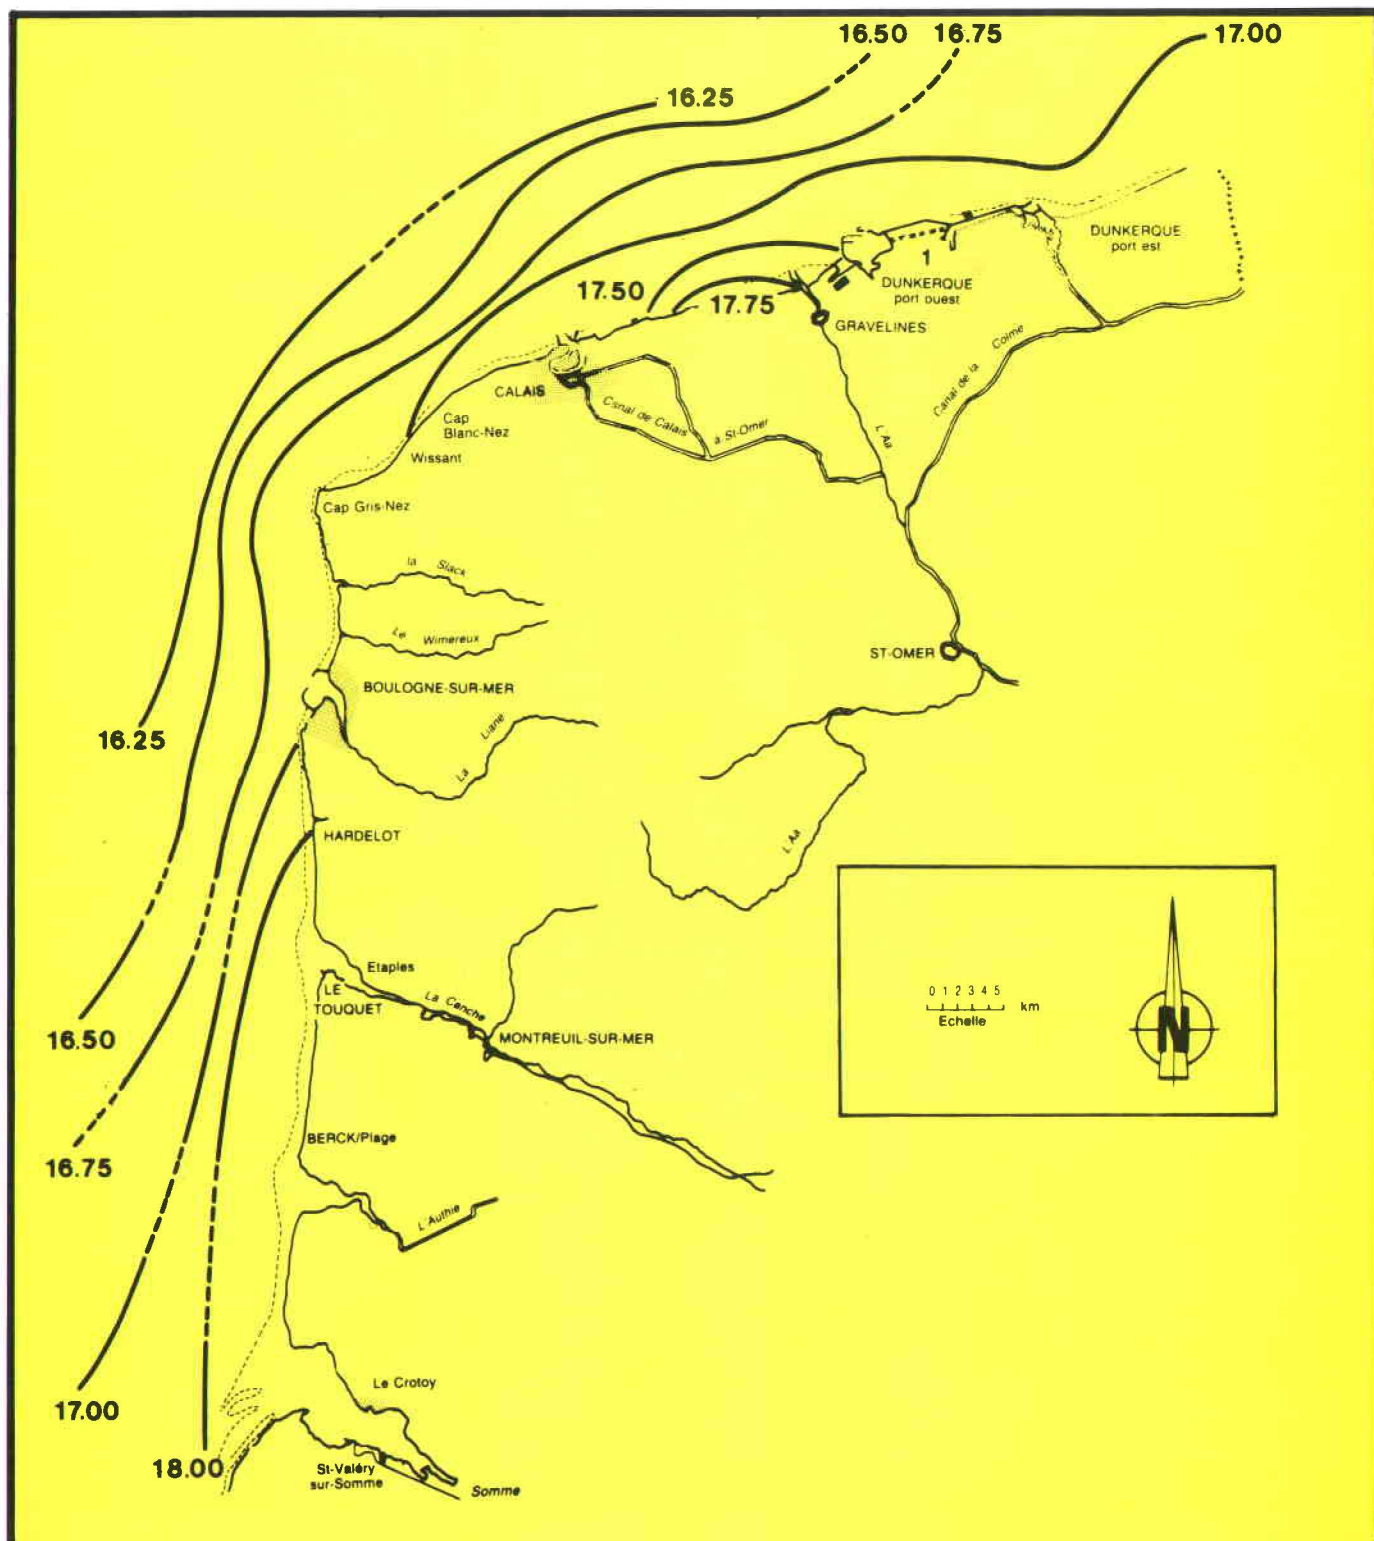 16.50
16.75
17.00
16.25
DUNKERQUE
port est
1
17.50
17.75
DUNKERQUE
port ouest
GRAVELINES
Canal de la Colme
CALAIS
Canal de Calais à St-Omer
L'Aa
Cap
Blanc-Nez
Wissant
Cap Gris-Nez
la Slack
Le Wimereux
ST-OMER
BOULOGNE-SUR-MER
La Liane
16.25
HARDELOT
L'Aa
Etaples
LE
TOUQUET
La Canche
0 1 2 3 4 5
km
Echelle
N
16.50
MONTREUIL-SUR-MER
BERCK/Plage
16.75
L'Authie
Le Crotoy
17.00
18.00
St-Valéry
sur-Somme
Somme